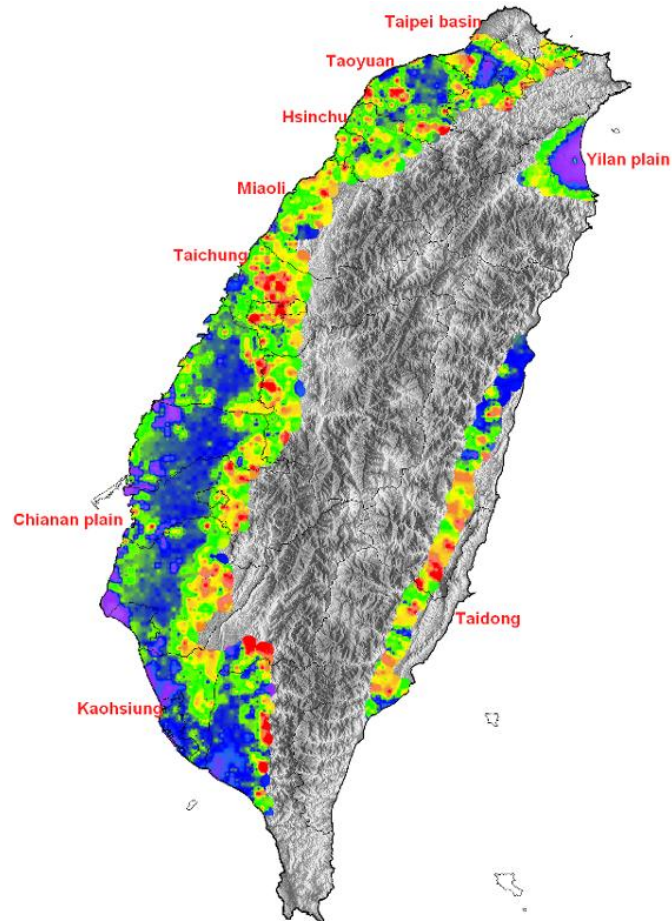 Taipei basin
Taoyuan
Hsinchu
Yilan plain
Miaoli
Taichung
Chianan plain
Taidong
Kaohsiung